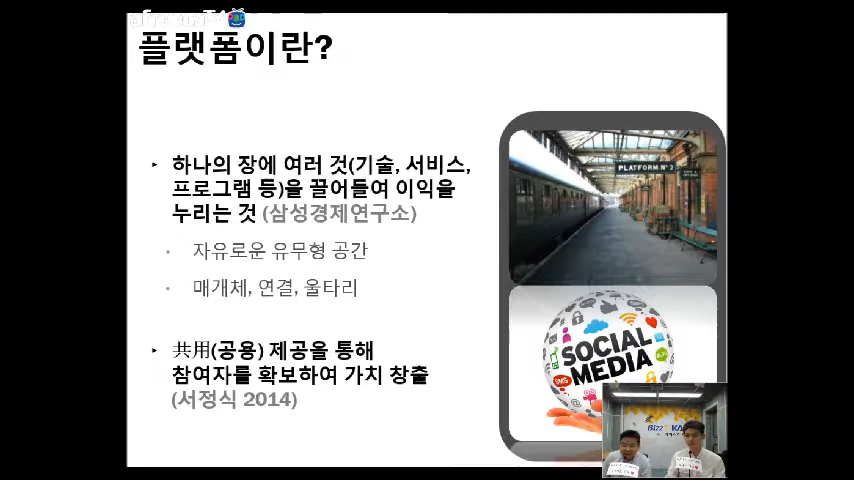 afreecaTV
플랫폼이란?
하나의 장에 여러 것(기술, 서비스,
프로그램 등)을 끌어들여 이익을
누리는 것 (삼성경제연구소)
자유로운 유무형 공간
매개체, 연결, 울타리
共用(공용) 제공을 통해
참여자를 확보하여 가치 창출
(서정식 2014)
PLATFORM Nº 2
SOCIAL
MEDIA
SMS